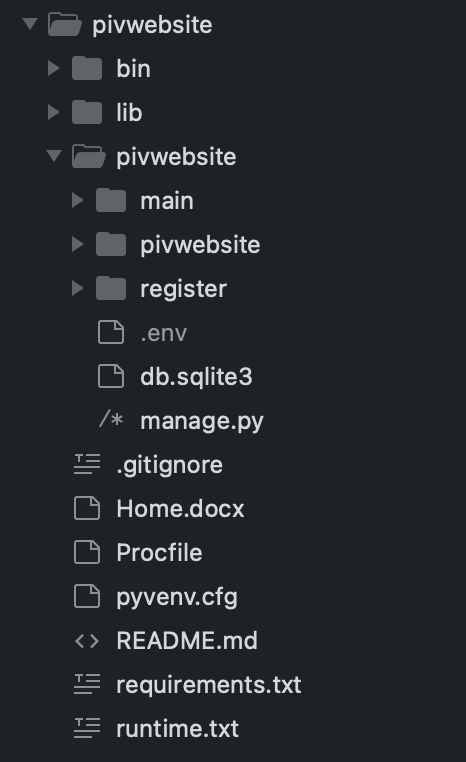 pivwebsite
bin
lib
pivwebsite
main
pivwebsite
register
.env
db.sqlite3
/* manage.py
.gitignore
Home.docx
Procfile
pyvenv.cfg
<> README.md
requirements.txt
runtime.txt